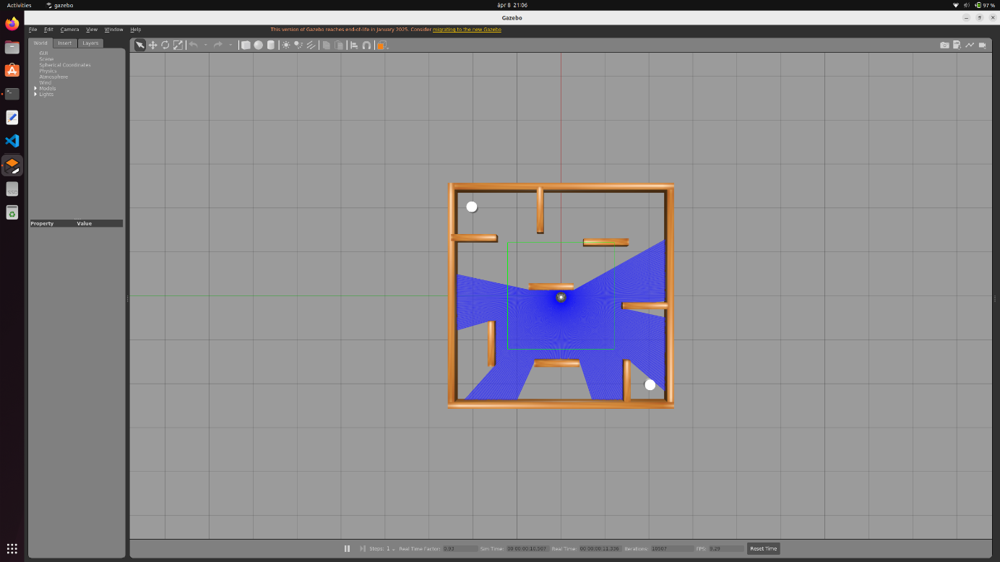 Activities gazebo ápr 8 21:06 97 %
Gazebo
File Edit Camera View Window Help This version of Gazebo reaches end-of-life in January 2025. Consider migrating to the new Gazebo
World Insert Layers
GUI
Scene
Spherical Coordinates
Physics
Atmosphere
Wind
Models
Lights
Property Value
Steps: 1 Real Time Factor: 0.93 Sim Time: 00 00:00:10.507 Real Time: 00 00:00:11.336 Iterations: 10507 FPS: 9.29 Reset Time